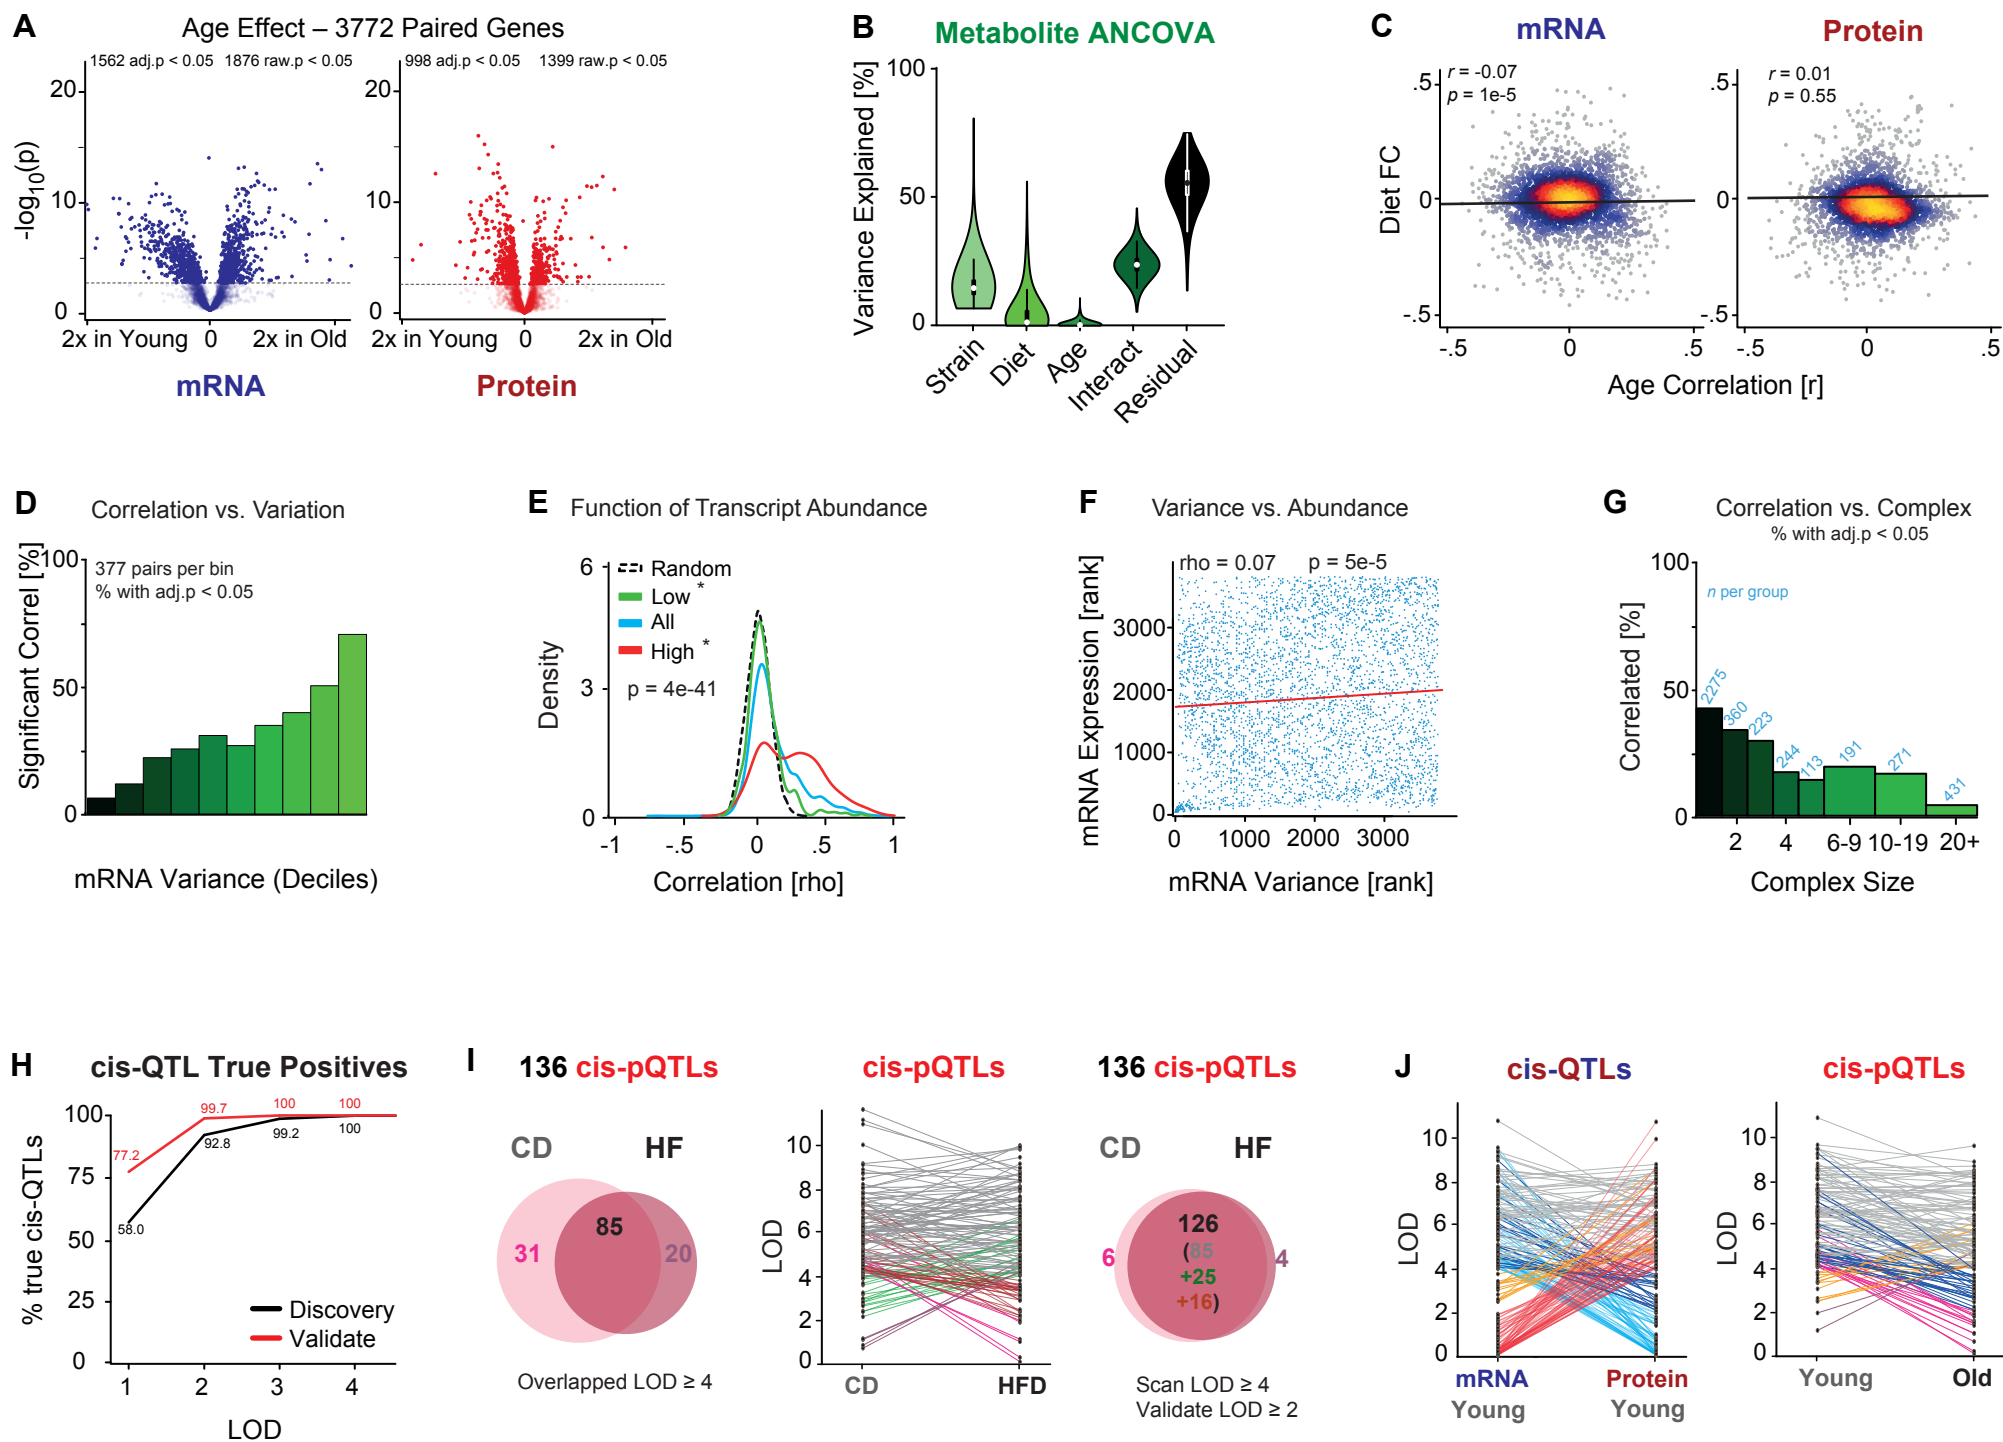 A
Age Effect – 3772 Paired Genes
1562 adj.p < 0.05 1876 raw.p < 0.05
998 adj.p < 0.05 1399 raw.p < 0.05
-log10(p)
20
10
0
20
10
0
2x in Young 0 2x in Old
2x in Young 0 2x in Old
mRNA
Protein
B
Metabolite ANCOVA
Variance Explained [%]
100
50
0
Strain
Diet
Age
Interact
Residual
C
mRNA
Protein
r = -0.07
p = 1e-5
r = 0.01
p = 0.55
Diet FC
.5
0
-.5
.5
0
-.5
-.5 0 .5
-.5 0 .5
Age Correlation [r]
D
Correlation vs. Variation
Significant Correl [%]
100
50
0
377 pairs per bin
% with adj.p < 0.05
mRNA Variance (Deciles)
E
Function of Transcript Abundance
Density
6
3
0
Random
Low *
All
High *
p = 4e-41
-1 -.5 0 .5 1
Correlation [rho]
F
Variance vs. Abundance
rho = 0.07 p = 5e-5
mRNA Expression [rank]
3000
2000
1000
0
0 1000 2000 3000
mRNA Variance [rank]
G
Correlation vs. Complex
% with adj.p < 0.05
Correlated [%]
100
50
0
n per group
2275
360
223
244
113
191
271
431
2 4 6-9 10-19 20+
Complex Size
H
cis-QTL True Positives
% true cis-QTLs
100
75
50
25
0
77.2
99.7
100
100
58.0
92.8
99.2
100
Discovery
Validate
1 2 3 4
LOD
I
136 cis-pQTLs
CD HF
31
85
20
Overlapped LOD ≥ 4
cis-pQTLs
LOD
10
8
6
4
2
0
CD HFD
136 cis-pQTLs
CD HF
6
126
(85
+25
+16)
4
Scan LOD ≥ 4
Validate LOD ≥ 2
J
cis-QTLs
LOD
10
8
6
4
2
0
mRNA Protein
Young Young
cis-pQTLs
LOD
10
8
6
4
2
0
Young Old